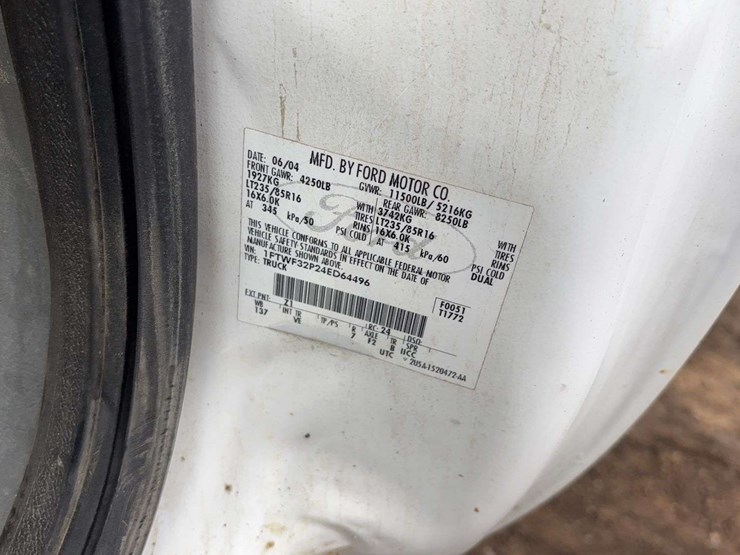 MFD. BY FORD MOTOR CO.
DATE: 06/04 GVWR: 11500LB/ 5216KG
FRONT GAWR: 4250LB REAR GAWR: 8250LB
1927KG WITH 3742KG WITH
LT235/85R16 TIRES LT235/85R16 TIRES
16X6.0K RIMS 16X6.0K RIMS
AT 345 kPa/50 PSI COLD AT 415 kPa/60 PSI COLD
DUAL
THIS VEHICLE CONFORMS TO ALL APPLICABLE FEDERAL MOTOR
VEHICLE SAFETY STANDARDS IN EFFECT ON THE DATE OF
MANUFACTURE SHOWN ABOVE.
VIN: 1FTWF32P24ED64496
TYPE: TRUCK
F0051
T1772
EXT PNT: Z1 RC: 24 DSO:
WB INT TR TP/PS R AXLE TR SPR
137 VE 7 F2 B IICC
UTC 2U5A-1520472-AA
Ford